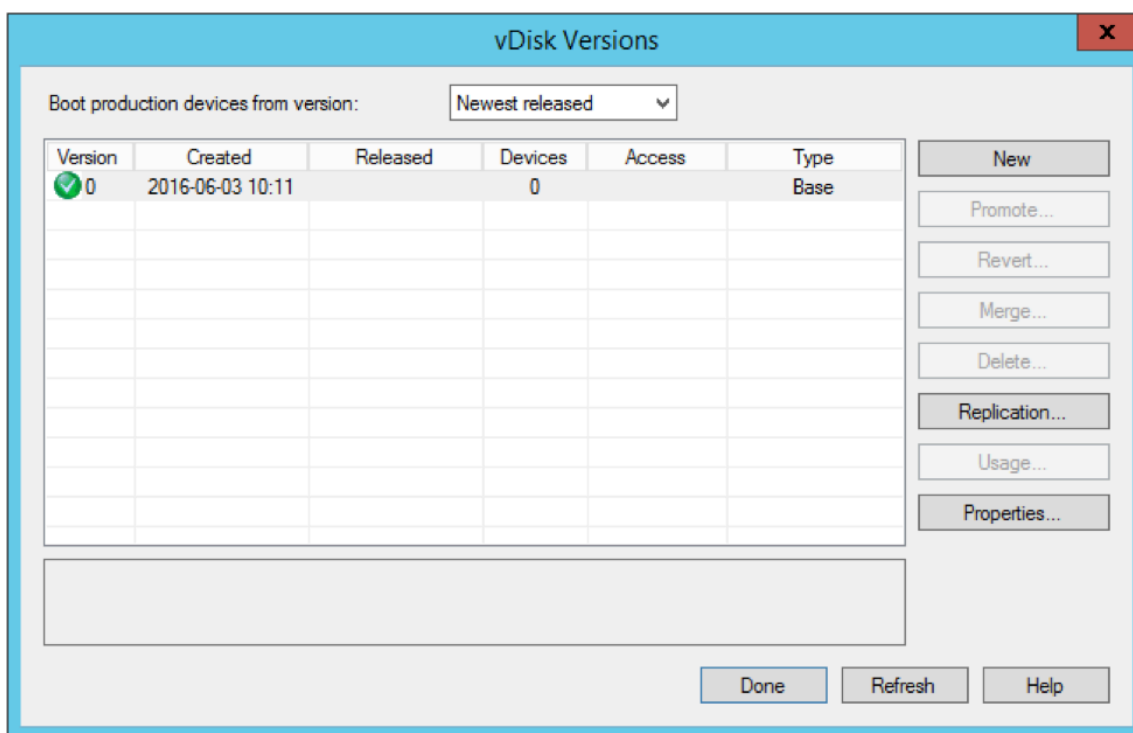 vDisk Versions
x
Boot production devices from version: Newest released
Version Created Released Devices Access Type
0 2016-06-03 10:11 0 Base
New
Promote...
Revert...
Merge...
Delete...
Replication...
Usage...
Properties...
Done Refresh Help